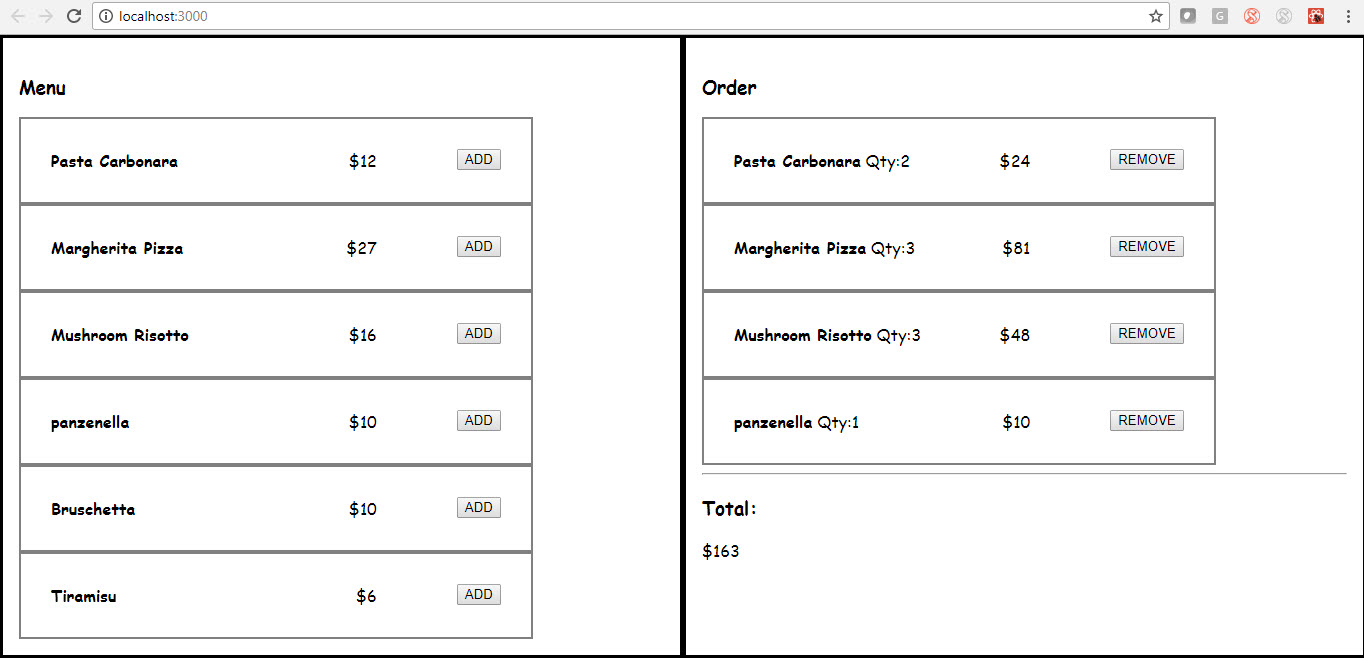 localhost:3000
G
Menu
Pasta Carbonara $12 ADD
Margherita Pizza $27 ADD
Mushroom Risotto $16 ADD
panzenella $10 ADD
Bruschetta $10 ADD
Tiramisu $6 ADD
Order
Pasta Carbonara Qty:2 $24 REMOVE
Margherita Pizza Qty:3 $81 REMOVE
Mushroom Risotto Qty:3 $48 REMOVE
panzenella Qty:1 $10 REMOVE
Total:
$163